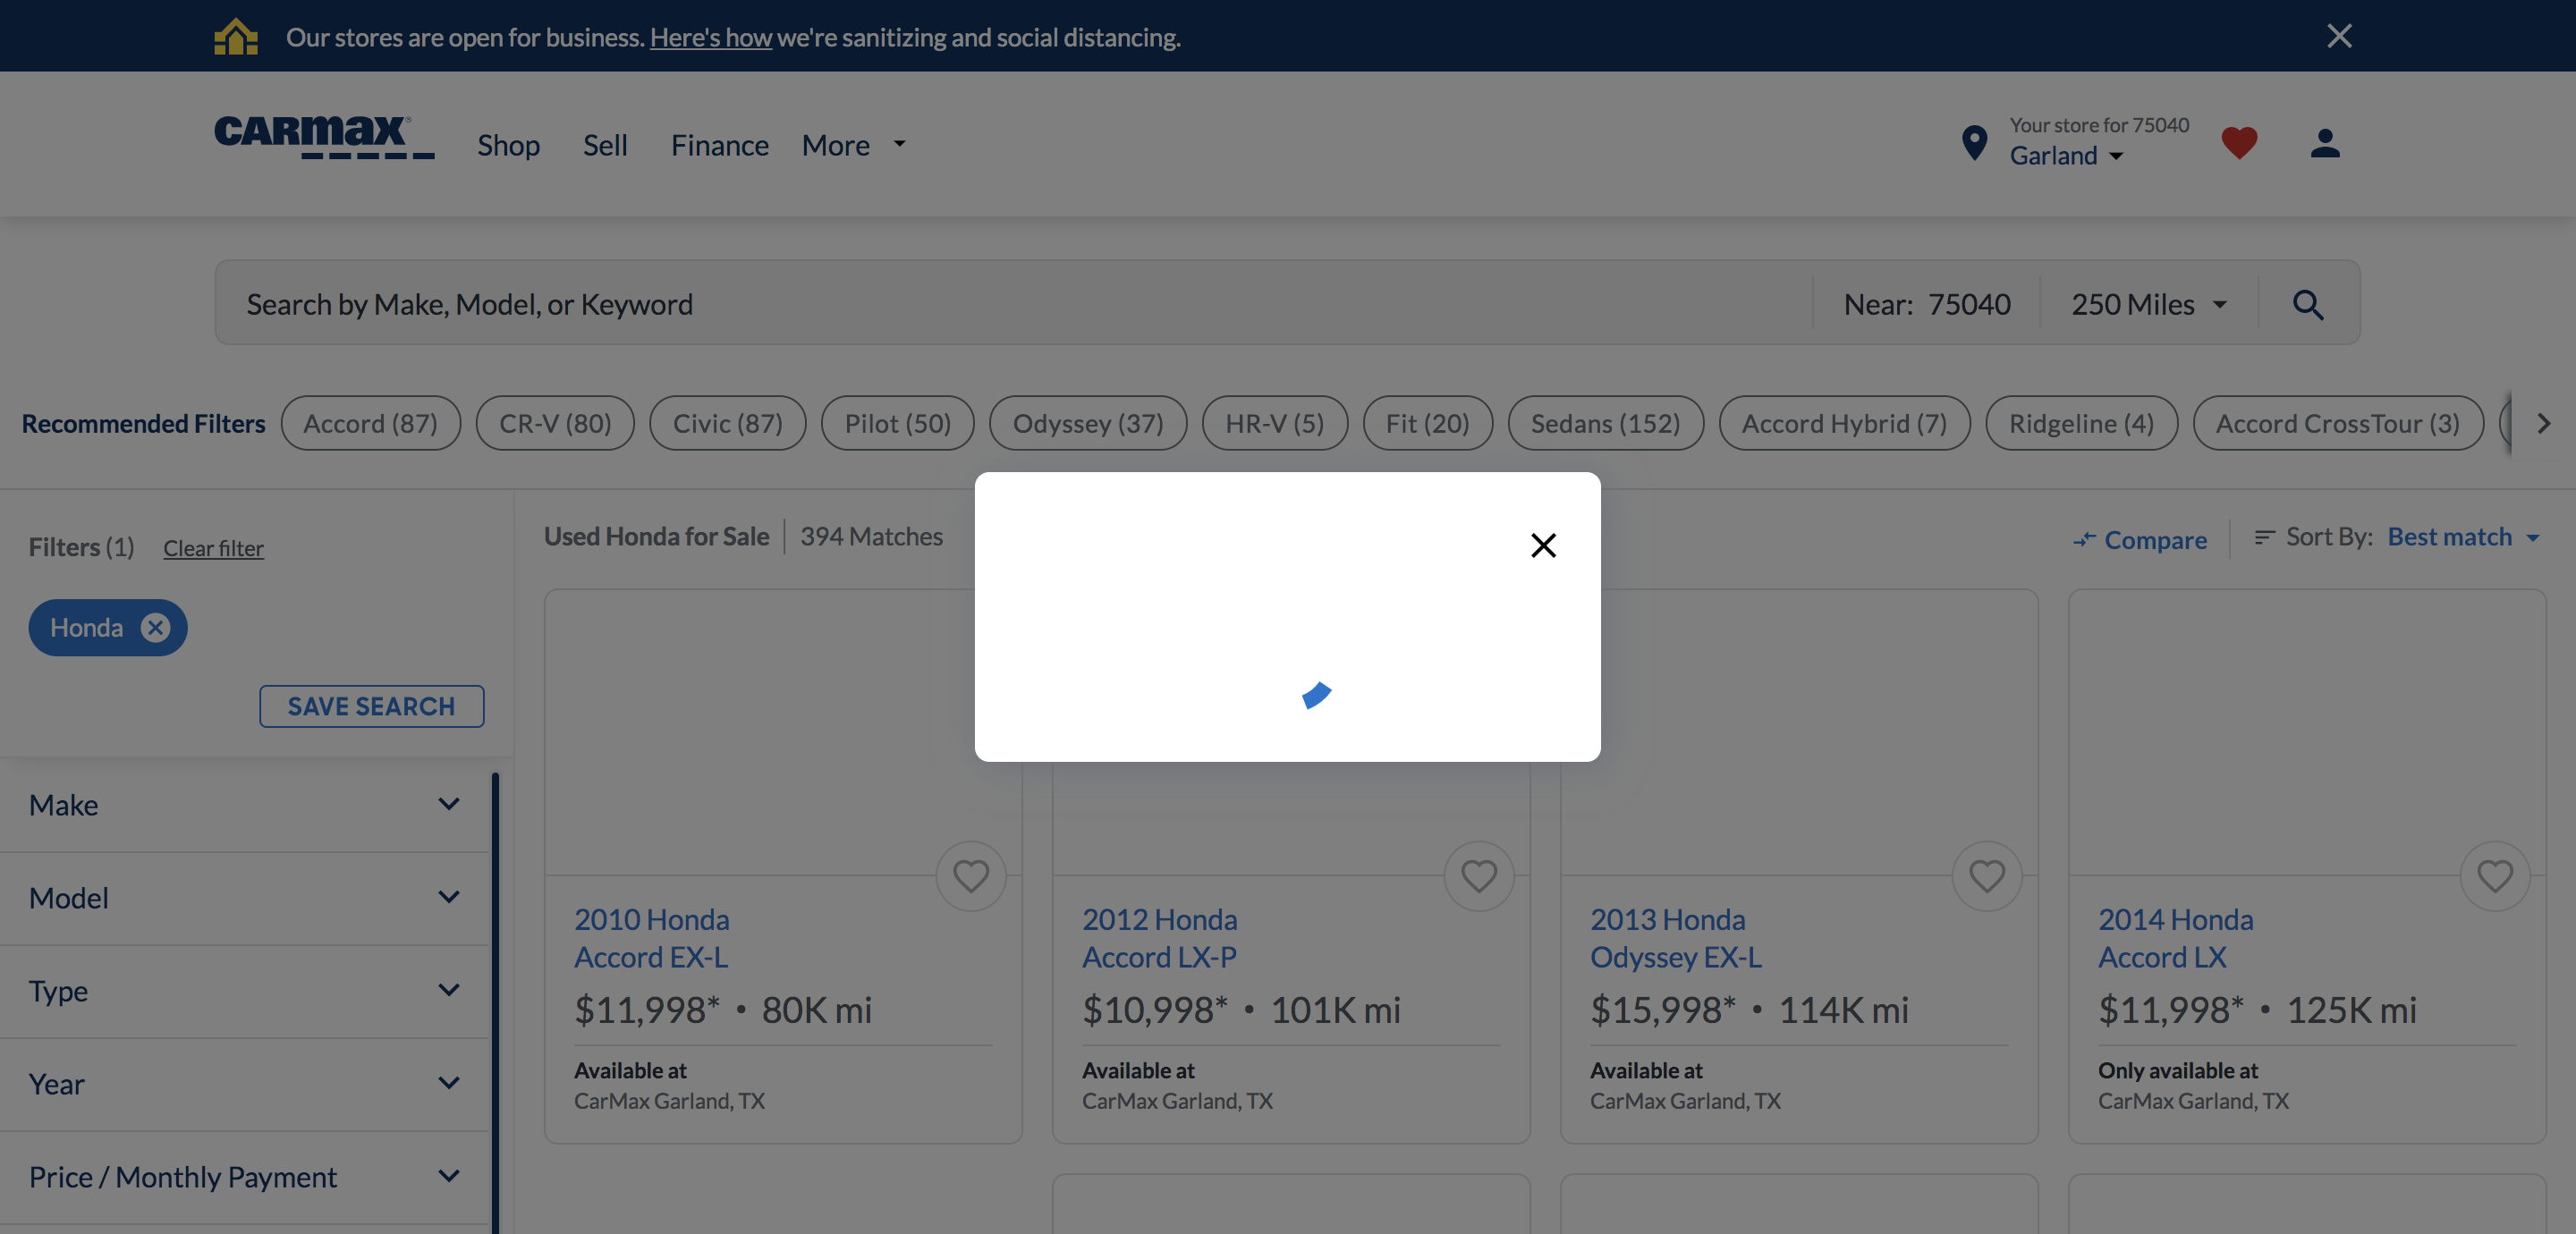 Our stores are open for business. Here's how we're sanitizing and social distancing.
CARMAX
Shop
Sell
Finance
More
Your store for 75040
Garland
Search by Make, Model, or Keyword
Near: 75040
250 Miles
Recommended Filters
Accord (87)
CR-V (80)
Civic (87)
Pilot (50)
Odyssey (37)
HR-V (5)
Fit (20)
Sedans (152)
Accord Hybrid (7)
Ridgeline (4)
Accord CrossTour (3)
Filters (1)
Clear filter
Honda
SAVE SEARCH
Make
Model
Type
Year
Price / Monthly Payment
Used Honda for Sale
394 Matches
Compare
Sort By: Best match
2010 Honda
Accord EX-L
$11,998* • 80K mi
Available at
CarMax Garland, TX
2012 Honda
Accord LX-P
$10,998* • 101K mi
Available at
CarMax Garland, TX
2013 Honda
Odyssey EX-L
$15,998* • 114K mi
Available at
CarMax Garland, TX
2014 Honda
Accord LX
$11,998* • 125K mi
Only available at
CarMax Garland, TX